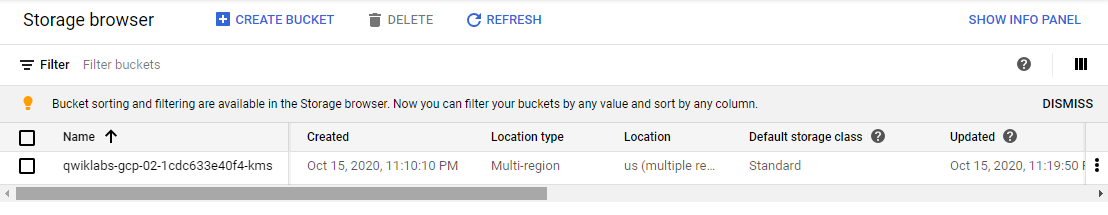 Storage browser CREATE BUCKET DELETE REFRESH SHOW INFO PANEL
Filter Filter buckets
Bucket sorting and filtering are available in the Storage browser. Now you can filter your buckets by any value and sort by any column. DISMISS
Name Created Location type Location Default storage class Updated
qwiklabs-gcp-02-1cdc633e40f4-kms Oct 15, 2020, 11:10:10 PM Multi-region us (multiple re... Standard Oct 15, 2020, 11:19:50